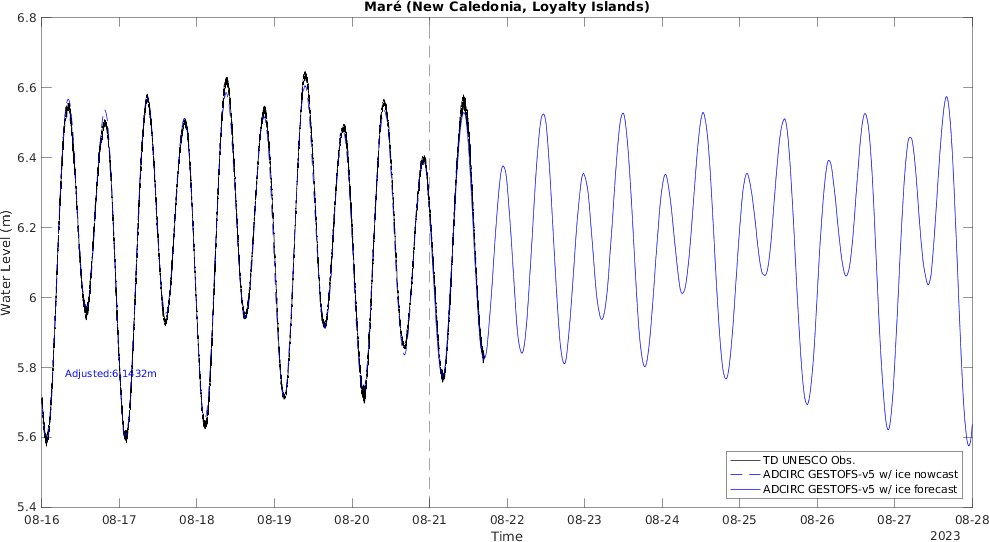 Maré (New Caledonia, Loyalty Islands)
6.8
6.6
6.4
6.2
6
5.8
5.6
5.4
Water Level (m)
Adjusted:6.1432m
TD UNESCO Obs.
ADCIRC GESTOFS-v5 w/ ice nowcast
ADCIRC GESTOFS-v5 w/ ice forecast
08-16 08-17 08-18 08-19 08-20 08-21 08-22 08-23 08-24 08-25 08-26 08-27 08-28
Time
2023